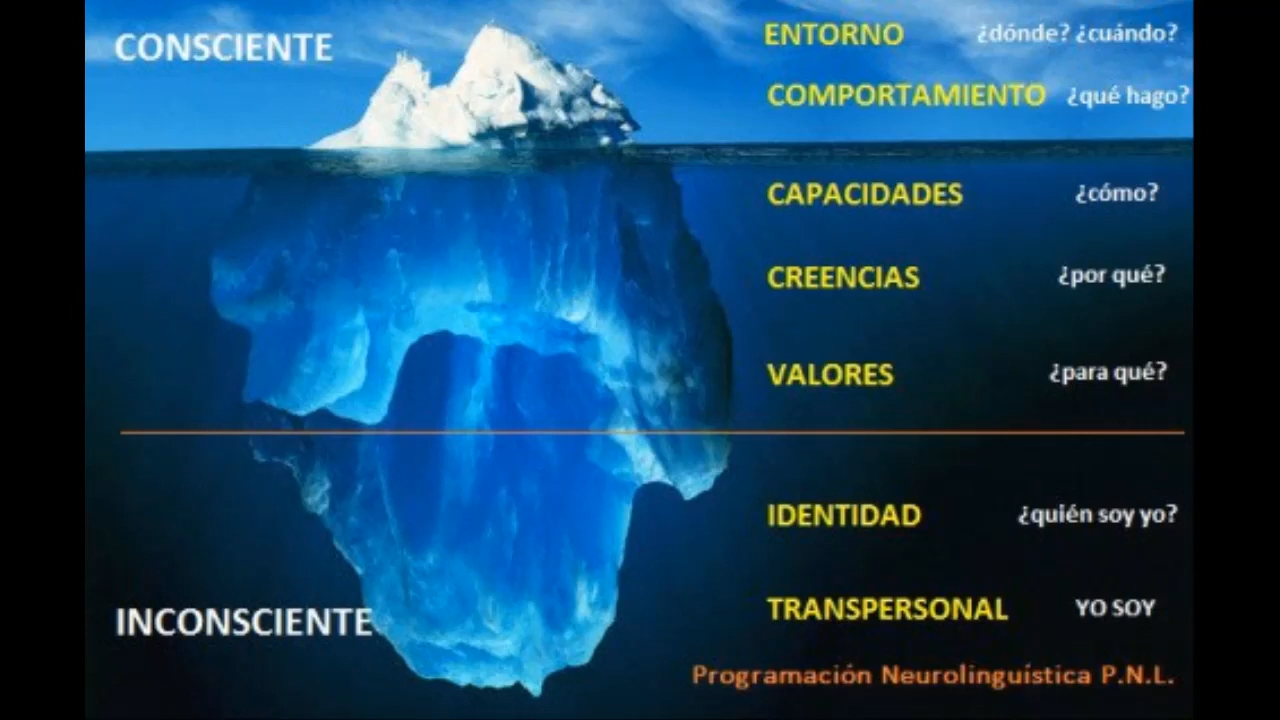 CONSCIENTE
ENTORNO ¿dónde? ¿cuándo?
COMPORTAMIENTO ¿qué hago?
CAPACIDADES ¿cómo?
CREENCIAS ¿por qué?
VALORES ¿para qué?
IDENTIDAD ¿quién soy yo?
INCONSCIENTE
TRANSPERSONAL YO SOY
Programación Neurolinguística P.N.L.